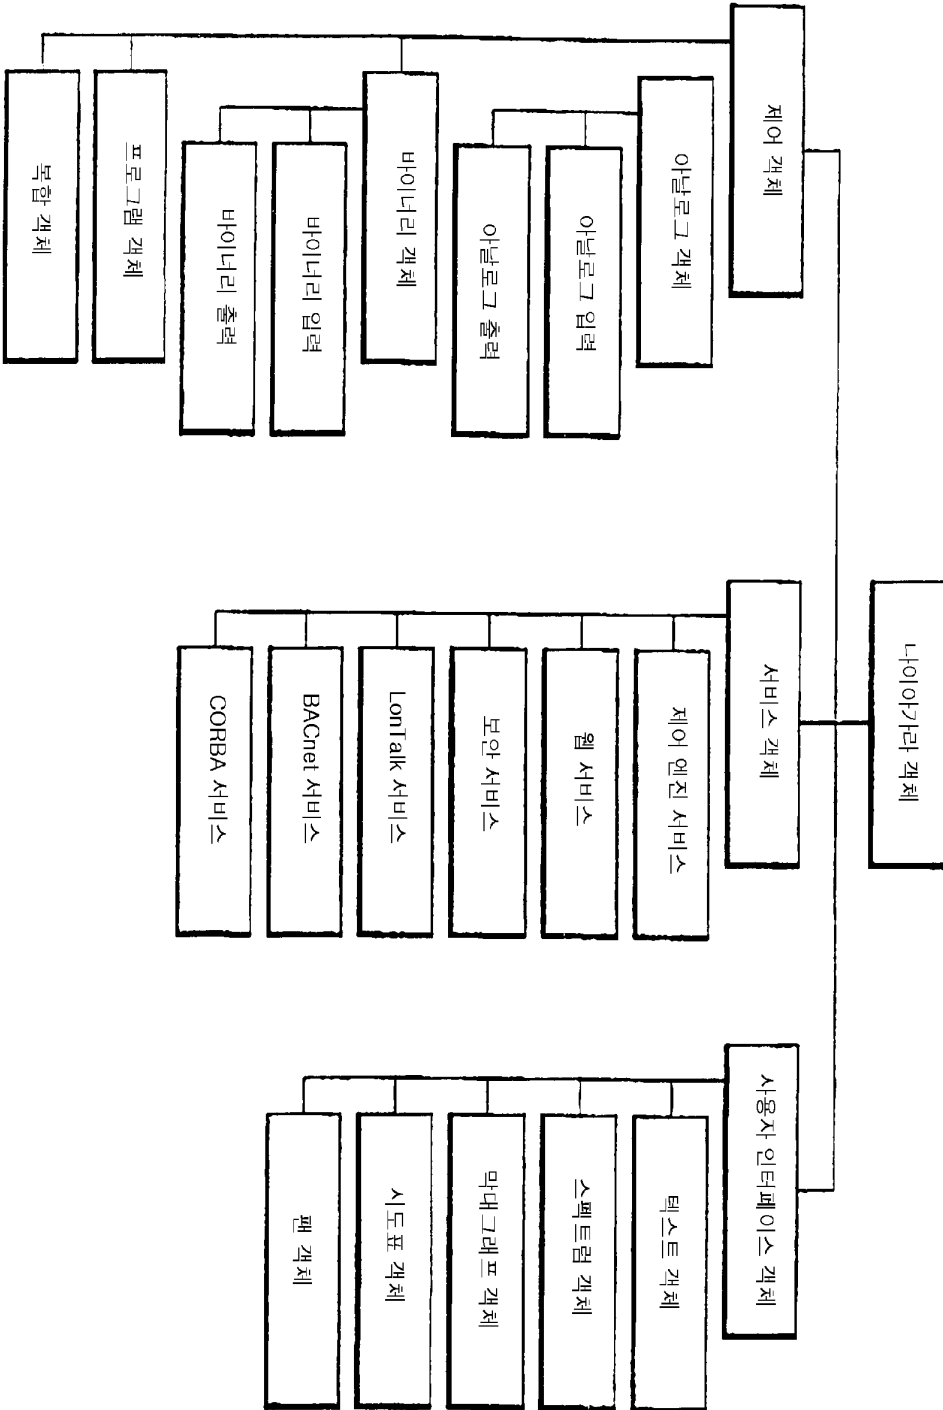 나이아가라 객체
제어 객체
아날로그 객체
아날로그 입력
아날로그 출력
바이너리 객체
바이너리 입력
바이너리 출력
프로그램 객체
복합 객체
서비스 객체
제어 엔진 서비스
웹 서비스
보안 서비스
LonTalk 서비스
BACnet 서비스
CORBA 서비스
사용자 인터페이스 객체
텍스트 객체
스펙트럼 객체
막대그래프 객체
시도표 객체
팬 객체